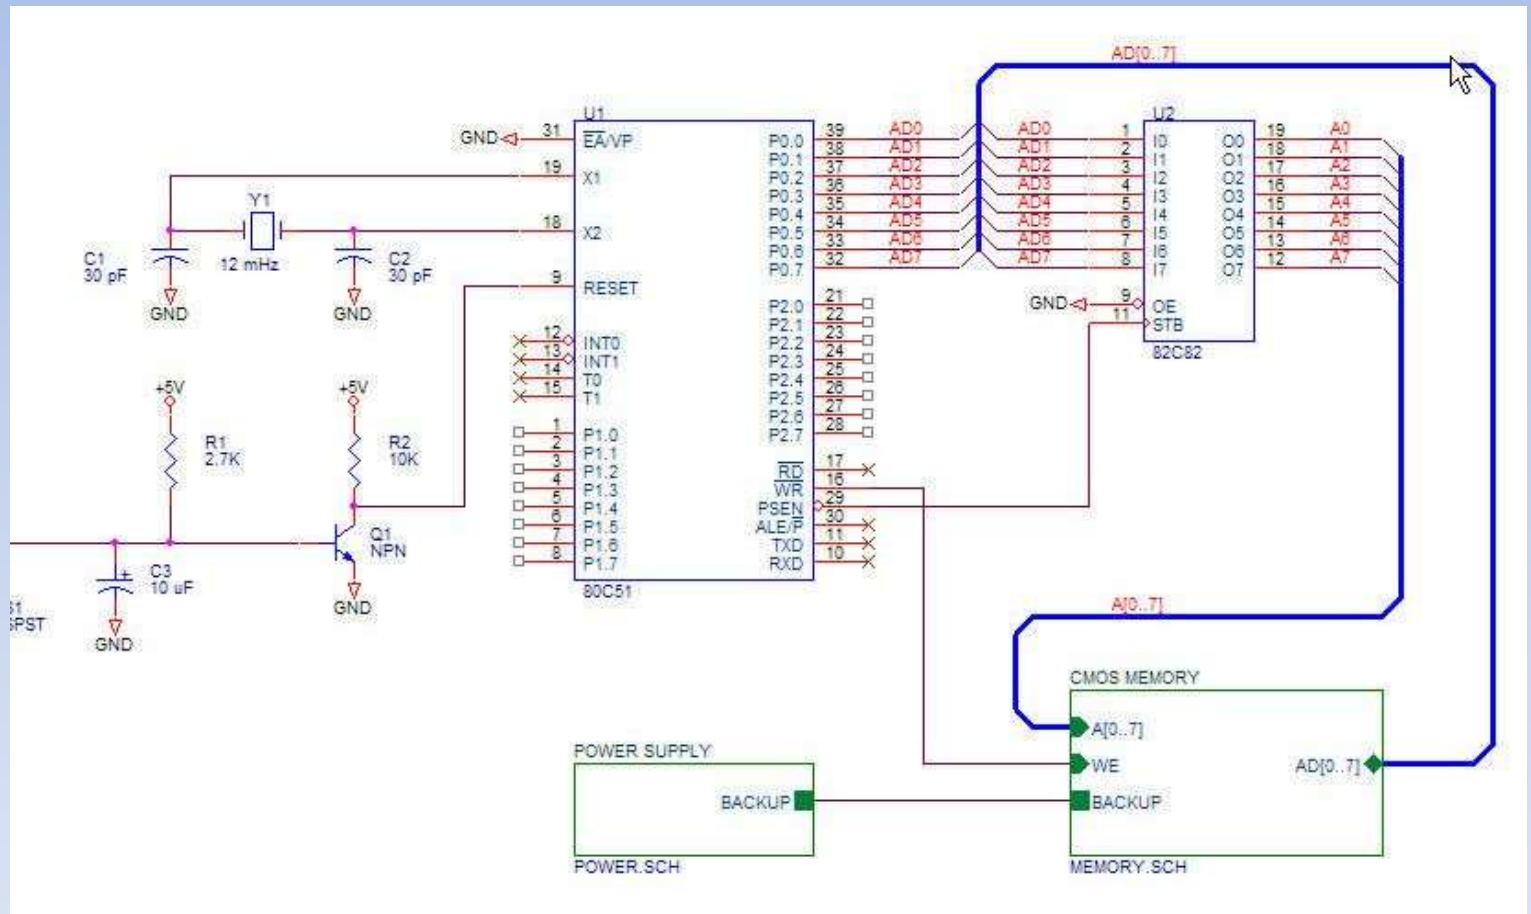 AD[0..7]
U1
U2
GND
31
EA/VP
19
X1
Y1
12 mHz
18
X2
C1
30 pF
GND
C2
30 pF
GND
9
RESET
12
INT0
13
INT1
14
T0
15
T1
1
P1.0
2
P1.1
3
P1.2
4
P1.3
5
P1.4
6
P1.5
7
P1.6
8
P1.7
80C51
P0.0 39 AD0
P0.1 38 AD1
P0.2 37 AD2
P0.3 36 AD3
P0.4 35 AD4
P0.5 34 AD5
P0.6 33 AD6
P0.7 32 AD7
P2.0 21
P2.1 22
P2.2 23
P2.3 24
P2.4 25
P2.5 26
P2.6 27
P2.7 28
RD 17
WR 16
PSEN 29
ALE/P 30
TXD 11
RXD 10
AD0 1 I0 O0 19 A0
AD1 2 I1 O1 18 A1
AD2 3 I2 O2 17 A2
AD3 4 I3 O3 16 A3
AD4 5 I4 O4 15 A4
AD5 6 I5 O5 14 A5
AD6 7 I6 O6 13 A6
AD7 8 I7 O7 12 A7
GND 9 OE
11 STB
82C82
+5V
R1
2.7K
+5V
R2
10K
Q1
NPN
GND
C3
+
10 uF
GND
S1
SPST
A[0..7]
CMOS MEMORY
A[0..7]
WE
AD[0..7]
BACKUP
MEMORY.SCH
POWER SUPPLY
BACKUP
POWER.SCH